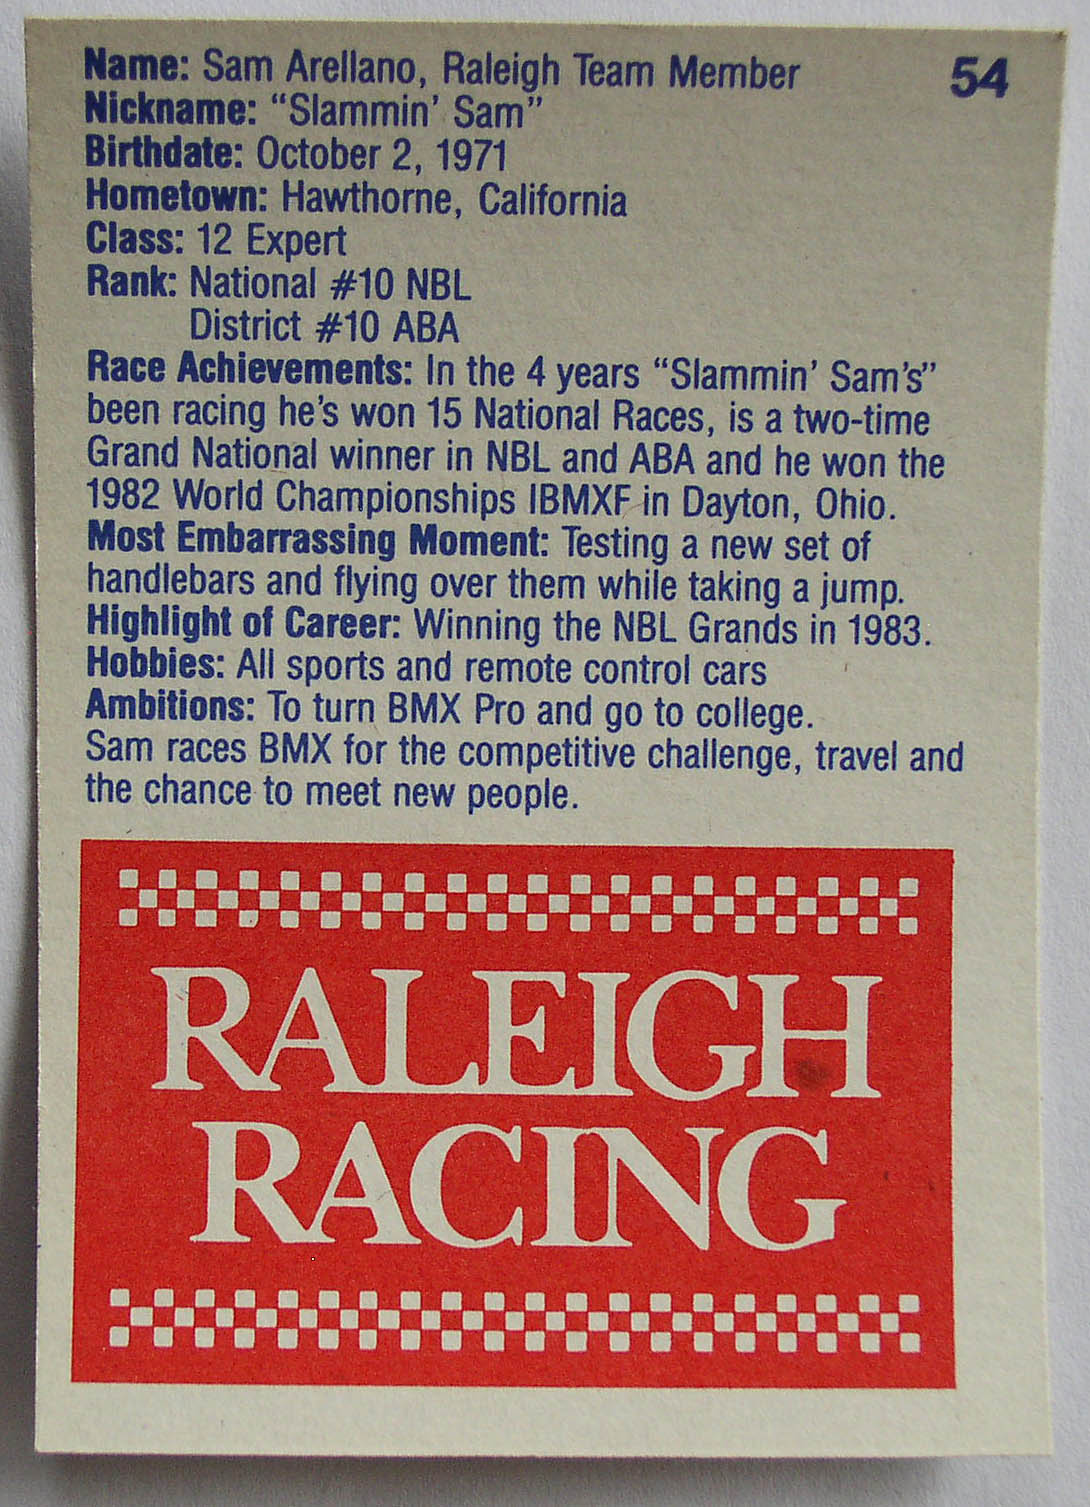 Name: Sam Arellano, Raleigh Team Member
54
Nickname: “Slammin’ Sam”
Birthdate: October 2, 1971
Hometown: Hawthorne, California
Class: 12 Expert
Rank: National #10 NBL
District #10 ABA
Race Achievements: In the 4 years “Slammin’ Sam’s”
been racing he’s won 15 National Races, is a two-time
Grand National winner in NBL and ABA and he won the
1982 World Championships IBMXF in Dayton, Ohio.
Most Embarrassing Moment: Testing a new set of
handlebars and flying over them while taking a jump.
Highlight of Career: Winning the NBL Grands in 1983.
Hobbies: All sports and remote control cars
Ambitions: To turn BMX Pro and go to college.
Sam races BMX for the competitive challenge, travel and
the chance to meet new people.
RALEIGH
RACING